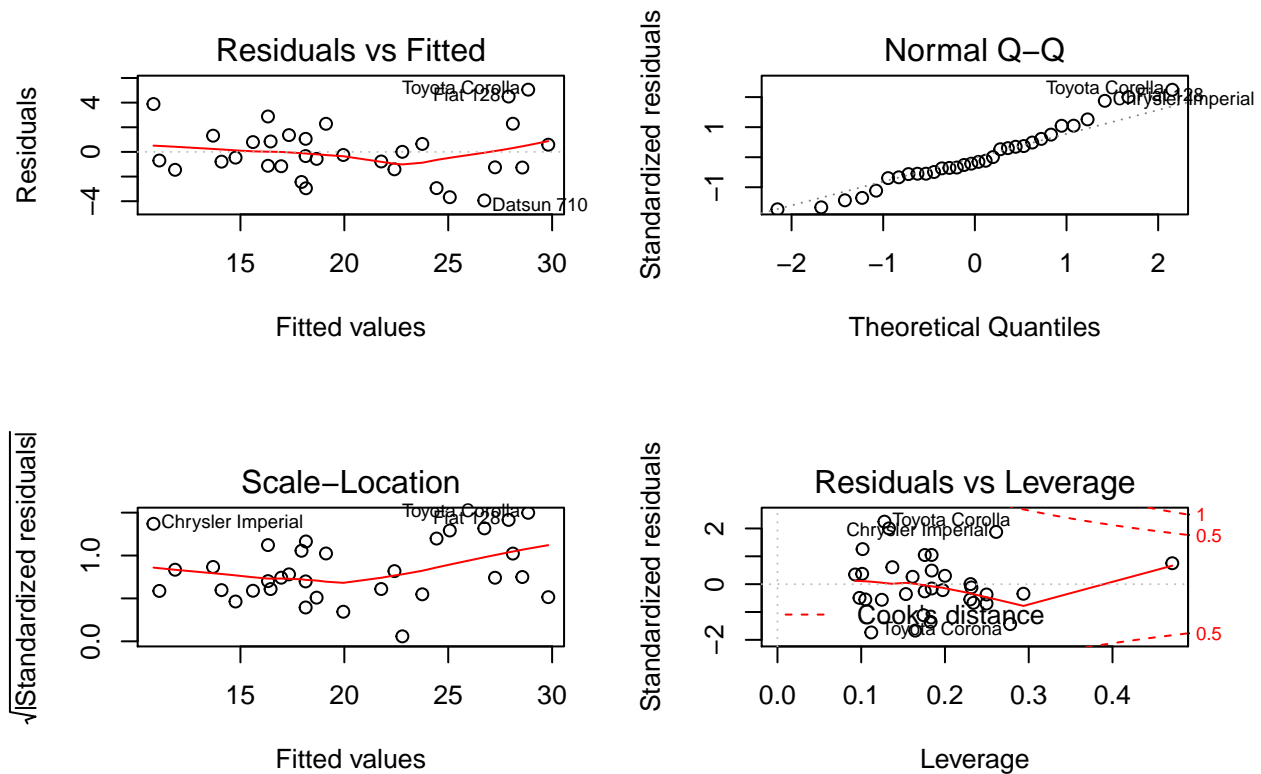 Residuals vs Fitted
Residuals
4
0
−4
Toyota Corolla
Fiat 128
Datsun 710
15 20 25 30
Fitted values
Normal Q−Q
Standardized residuals
1
−1
Toyota Corolla
Fiat 128
Chrysler Imperial
−2 −1 0 1 2
Theoretical Quantiles
Scale−Location
√|Standardized residuals|
1.0
0.0
Chrysler Imperial
Toyota Corolla
Fiat 128
15 20 25 30
Fitted values
Residuals vs Leverage
Standardized residuals
2
0
−2
Toyota Corolla
Chrysler Imperial
Cook's distance
Toyota Corona
1
0.5
0.5
0.0 0.1 0.2 0.3 0.4
Leverage